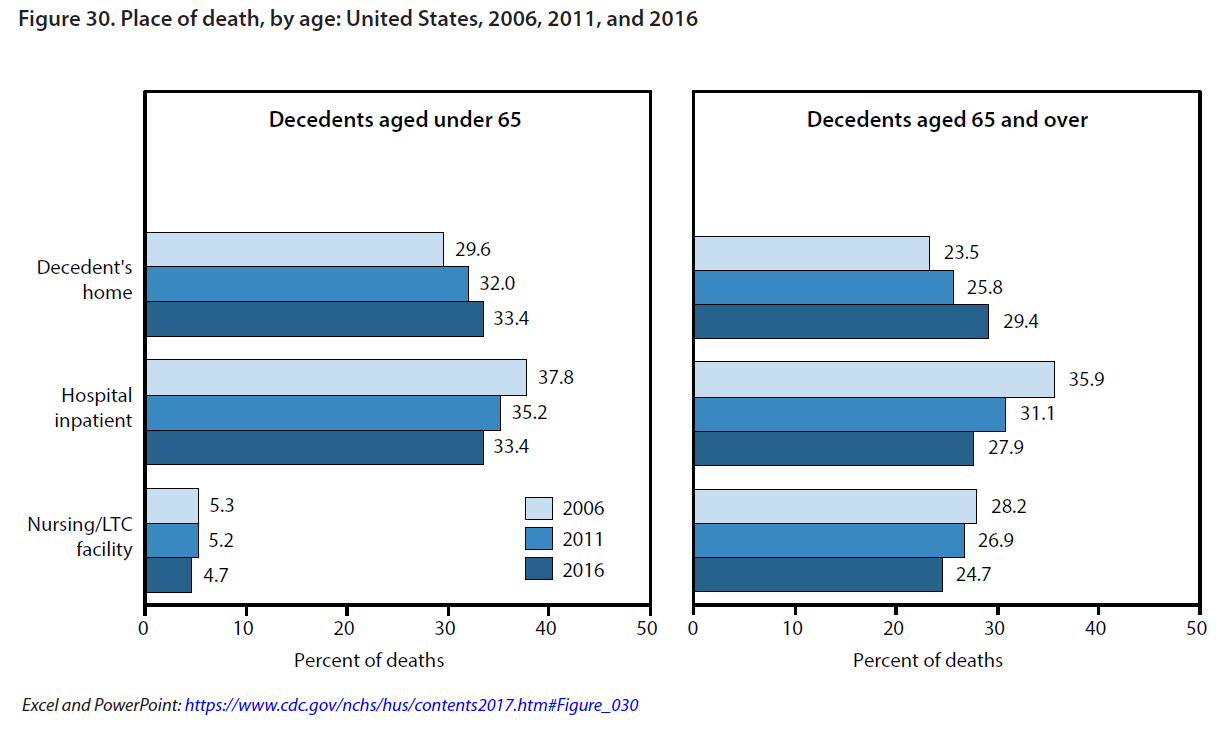 Figure 30. Place of death, by age: United States, 2006, 2011, and 2016
Decedents aged under 65
Decedent's
home
29.6
32.0
33.4
Hospital
inpatient
37.8
35.2
33.4
Nursing/LTC
facility
5.3
5.2
4.7
2006
2011
2016
0 10 20 30 40 50
Percent of deaths
Decedents aged 65 and over
23.5
25.8
29.4
35.9
31.1
27.9
28.2
26.9
24.7
0 10 20 30 40 50
Percent of deaths
Excel and PowerPoint: https://www.cdc.gov/nchs/hus/contents2017.htm#Figure_030